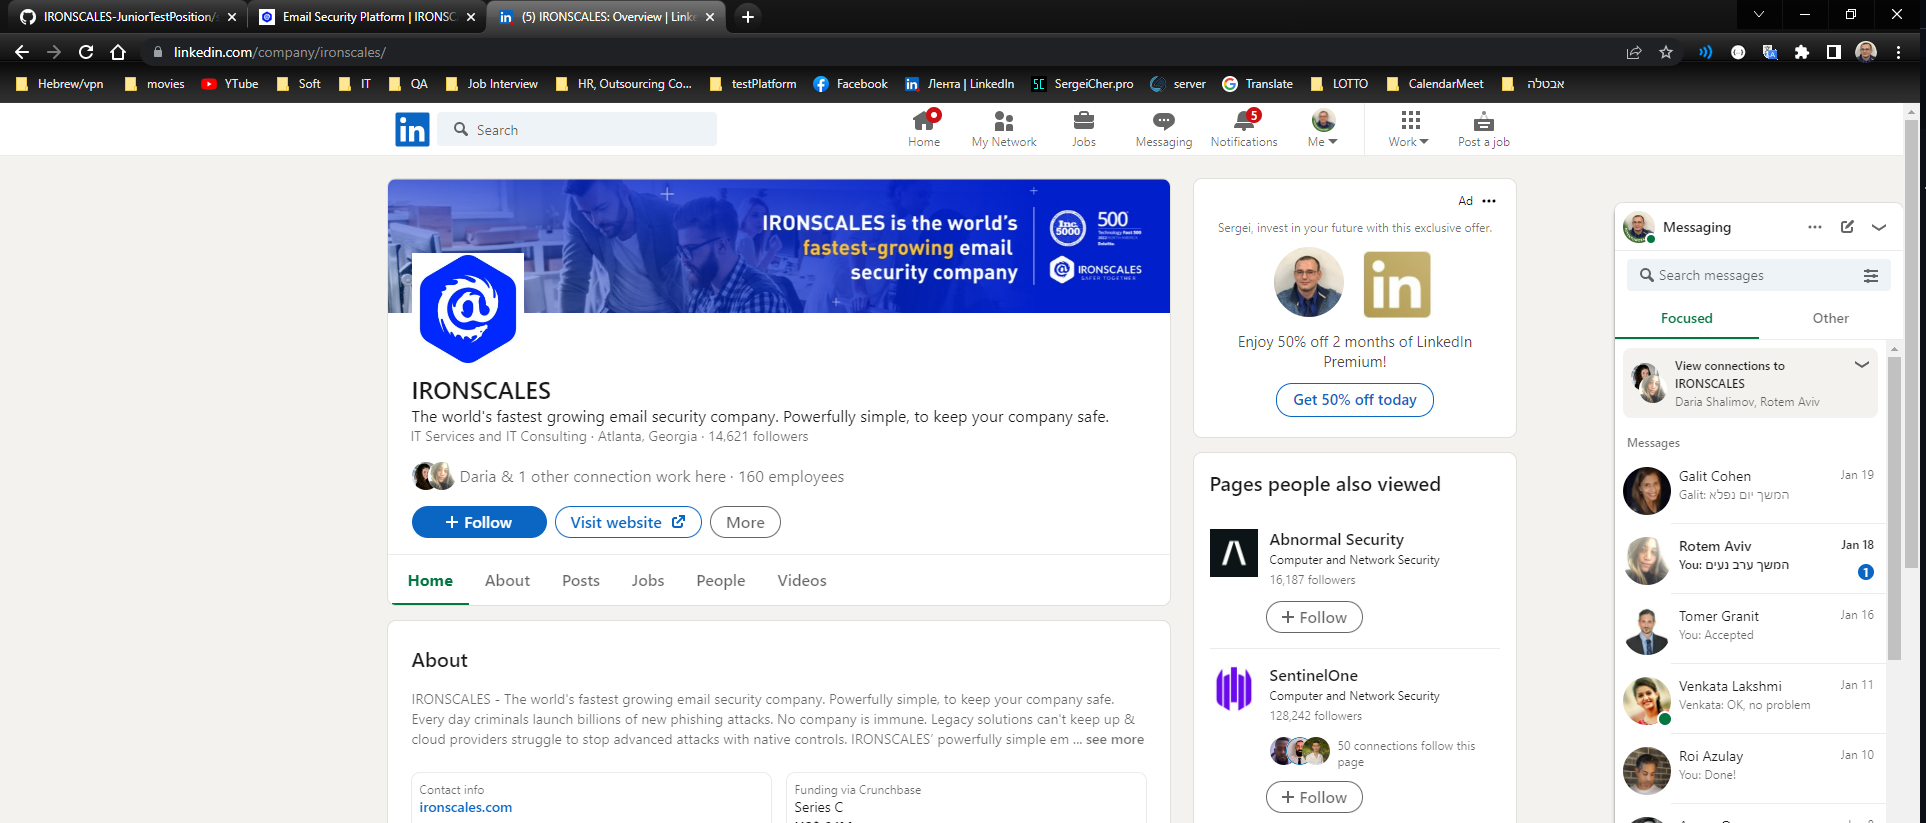 IRONSCALES-JuniorTestPosition/s
Email Security Platform | IRONSC
(5) IRONSCALES: Overview | Linke
linkedin.com/company/ironscales/
Hebrew/vpn
movies
YTube
Soft
IT
QA
Job Interview
HR, Outsourcing Co...
testPlatform
Facebook
Лента | LinkedIn
SergeiCher.pro
server
Translate
LOTTO
CalendarMeet
אבטלה
in
Search
Home
My Network
Jobs
Messaging
5
Notifications
Me
Work
Post a job
IRONSCALES is the world's
fastest-growing email
security company
Inc.
5000
500
Technology Fast 500
Deloitte.
IRONSCALES
SAFER TOGETHER
IRONSCALES
The world's fastest growing email security company. Powerfully simple, to keep your company safe.
IT Services and IT Consulting · Atlanta, Georgia · 14,621 followers
Daria & 1 other connection work here · 160 employees
+ Follow
Visit website
More
Home
About
Posts
Jobs
People
Videos
About
IRONSCALES - The world's fastest growing email security company. Powerfully simple, to keep your company safe.
Every day criminals launch billions of new phishing attacks. No company is immune. Legacy solutions can't keep up &
cloud providers struggle to stop advanced attacks with native controls. IRONSCALES' powerfully simple em ... see more
Contact info
ironscales.com
Funding via Crunchbase
Series C
Ad
Sergei, invest in your future with this exclusive offer.
in
Enjoy 50% off 2 months of LinkedIn
Premium!
Get 50% off today
Pages people also viewed
Abnormal Security
Computer and Network Security
16,187 followers
+ Follow
SentinelOne
Computer and Network Security
128,242 followers
50 connections follow this
page
+ Follow
Messaging
Search messages
Focused
Other
View connections to
IRONSCALES
Daria Shalimov, Rotem Aviv
Messages
Galit Cohen
Jan 19
Galit: המשך יום נפלא
Rotem Aviv
Jan 18
You: המשך ערב נעים
1
Tomer Granit
Jan 16
You: Accepted
Venkata Lakshmi
Jan 11
Venkata: OK, no problem
Roi Azulay
Jan 10
You: Done!